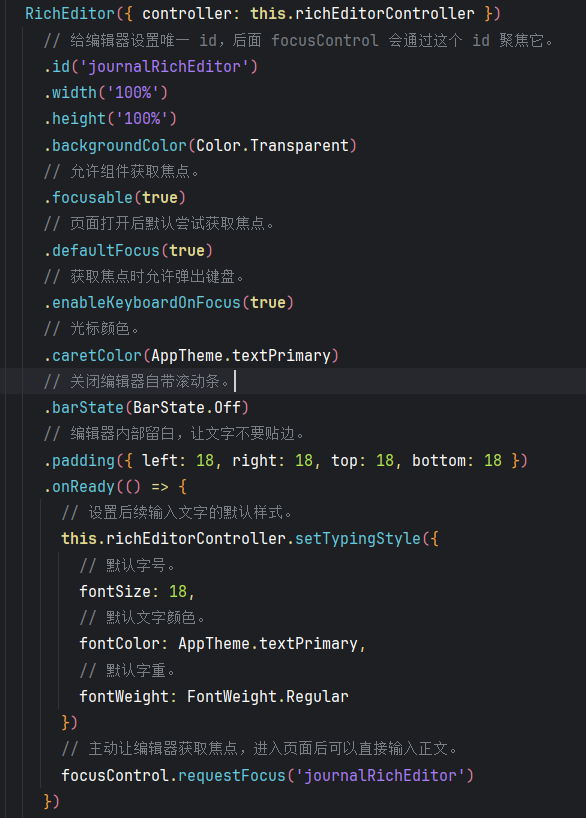 RichEditor({ controller: this.richEditorController })
// 给编辑器设置唯一 id，后面 focusControl 会通过这个 id 聚焦它。
.id('journalRichEditor')
.width('100%')
.height('100%')
.backgroundColor(Color.Transparent)
// 允许组件获取焦点。
.focusable(true)
// 页面打开后默认尝试获取焦点。
.defaultFocus(true)
// 获取焦点时允许弹出键盘。
.enableKeyboardOnFocus(true)
// 光标颜色。
.caretColor(AppTheme.textPrimary)
// 关闭编辑器自带滚动条。
.barState(BarState.Off)
// 编辑器内部留白，让文字不要贴边。
.padding({ left: 18, right: 18, top: 18, bottom: 18 })
.onReady(() => {
// 设置后续输入文字的默认样式。
this.richEditorController.setTypingStyle({
// 默认字号。
fontSize: 18,
// 默认文字颜色。
fontColor: AppTheme.textPrimary,
// 默认字重。
fontWeight: FontWeight.Regular
})
// 主动让编辑器获取焦点，进入页面后可以直接输入正文。
focusControl.requestFocus('journalRichEditor')
})